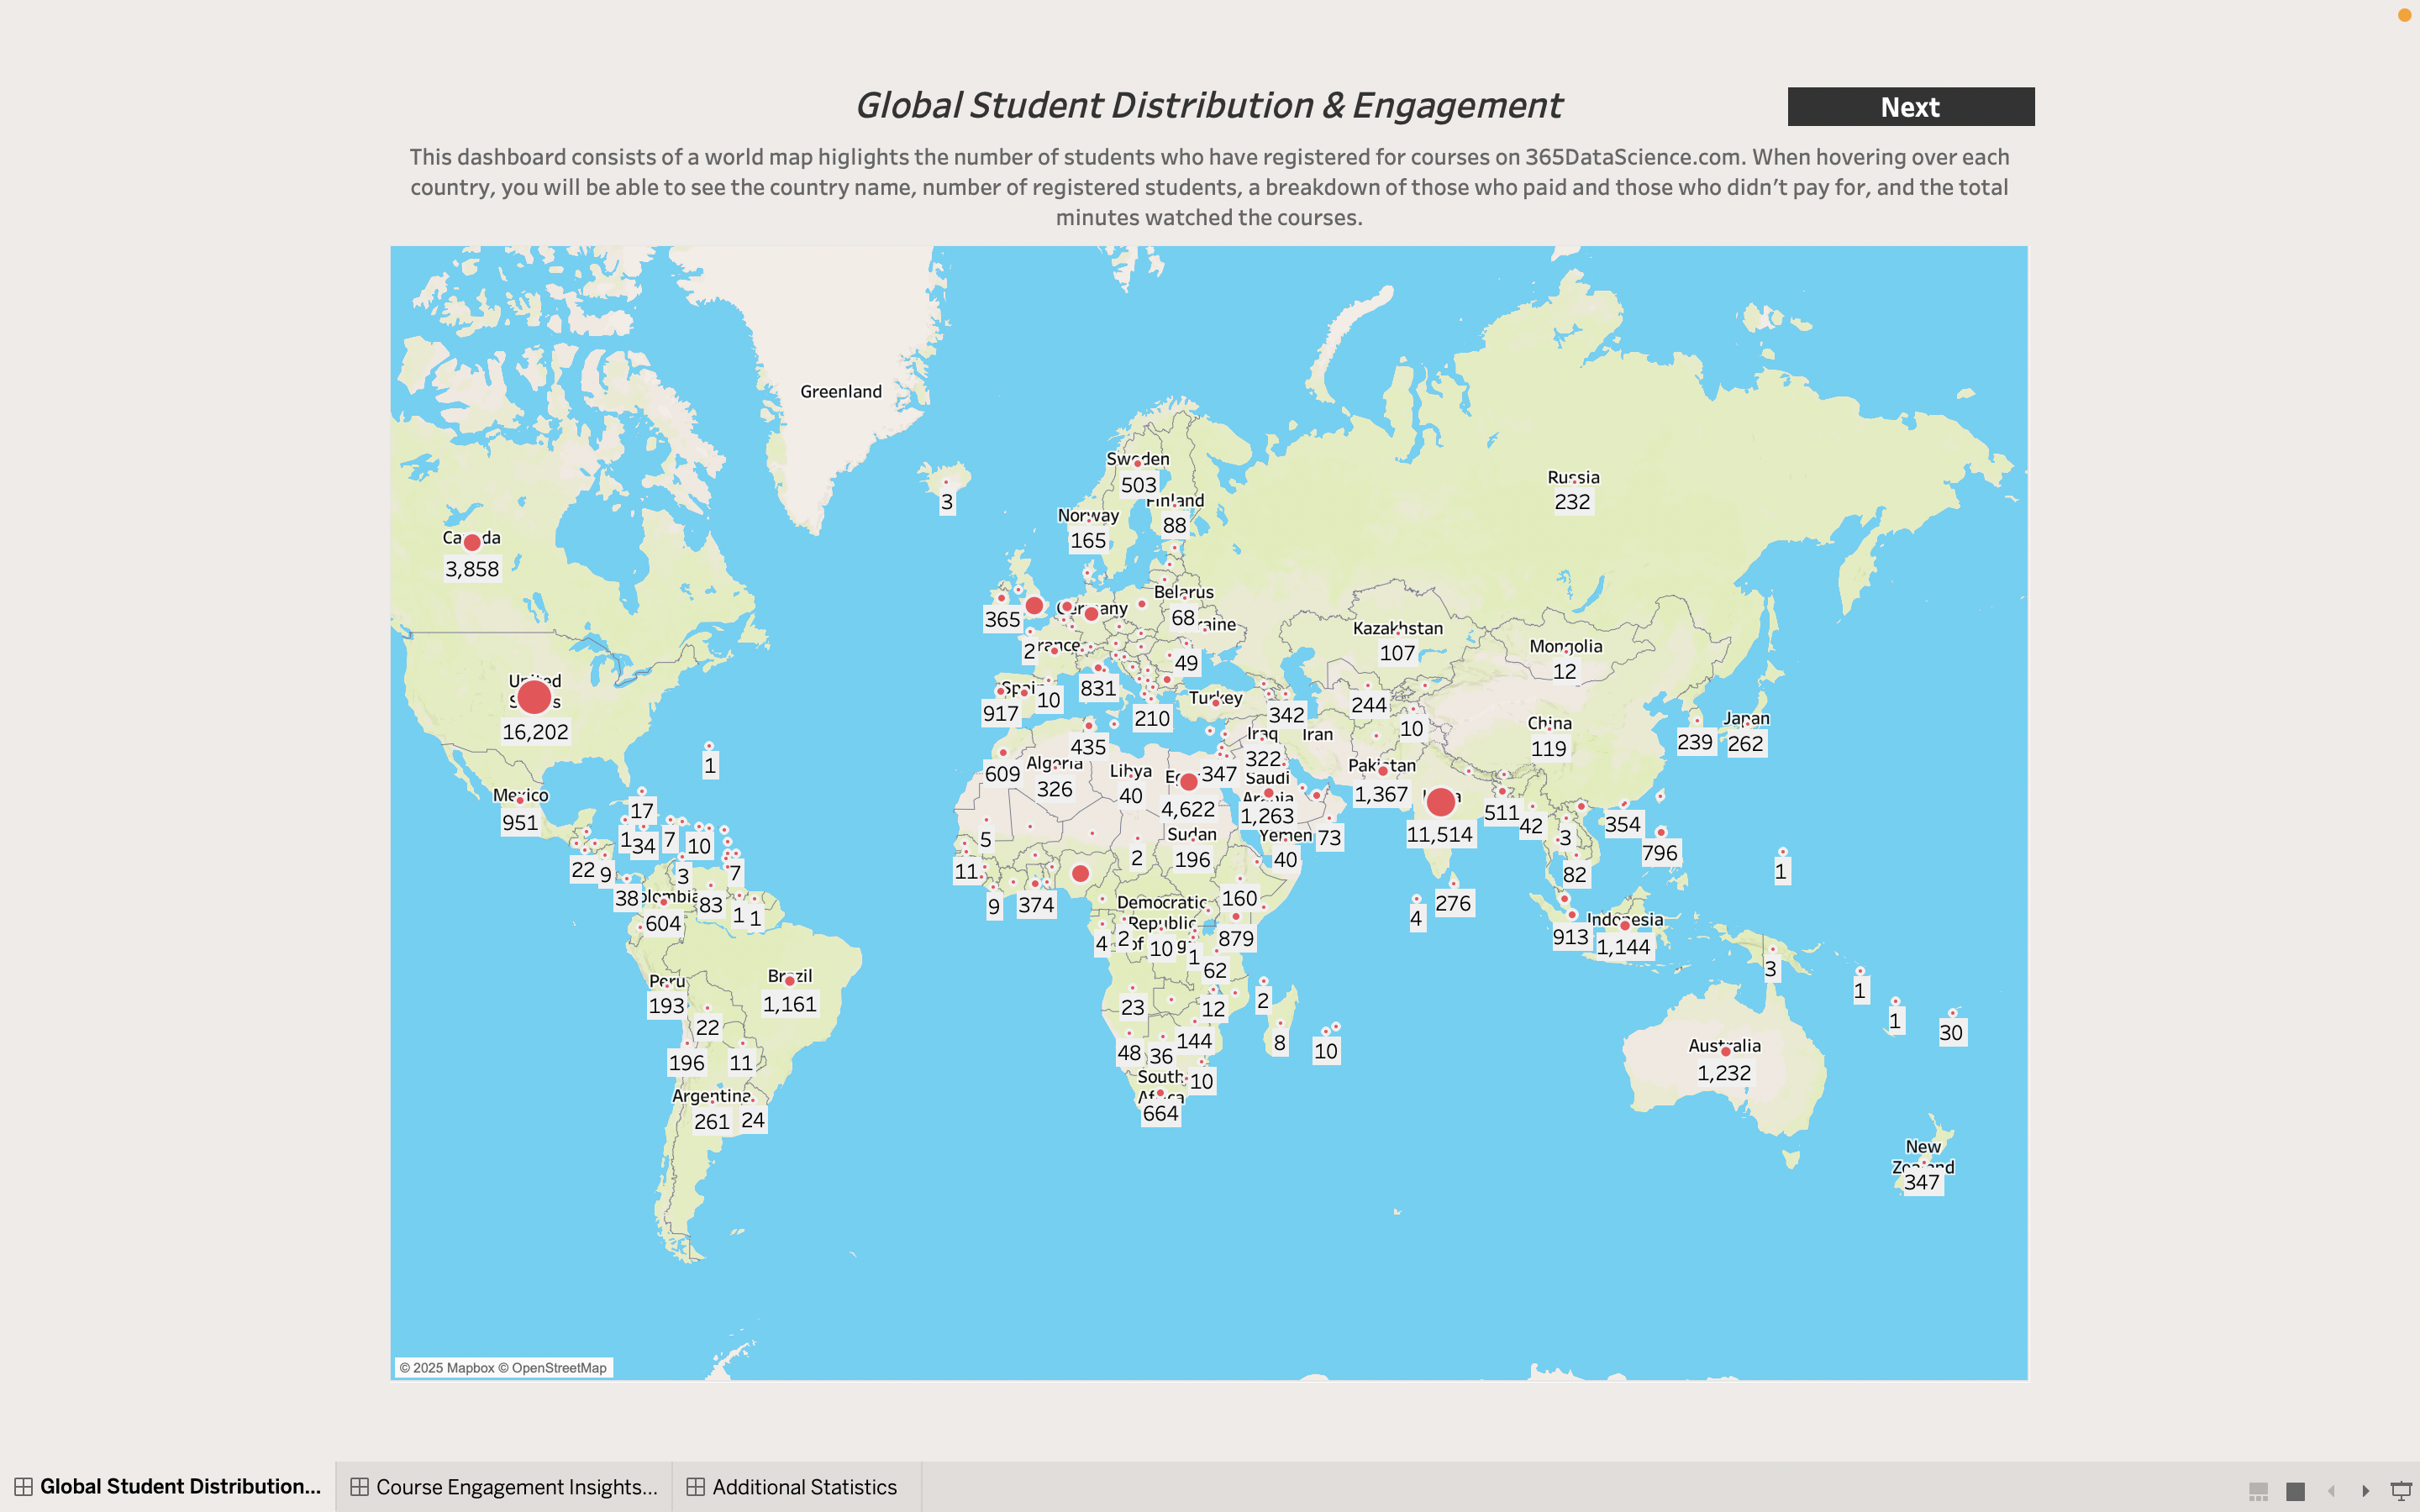 Global Student Distribution & Engagement
Next
This dashboard consists of a world map higlights the number of students who have registered for courses on 365DataScience.com. When hovering over each
country, you will be able to see the country name, number of registered students, a breakdown of those who paid and those who didn’t pay for, and the total
minutes watched the courses.
Greenland
Sweden
503
Russia
232
3
Finland
88
Norway
165
Canada
3,858
Belarus
68
Germany
365
Kazakhstan
107
Mongolia
12
2
49
831
Spain
10
917
Turkey
210
342
244
10
United
States
16,202
China
119
Japan
262
239
Iraq
322
Iran
435
1
609
Algeria
326
Libya
40
347
4,622
Saudi
Arabia
1,263
Pakistan
1,367
11,514
511
42
354
Mexico
951
17
1
34
7
10
5
Sudan
196
Yemen
40
73
3
796
22
9
3
7
11
2
82
1
38
604
83
1
1
9
374
160
4
276
Democratic
Republic
of
4
2
10
1
879
62
913
Indonesia
1,144
3
Peru
193
Brazil
1,161
22
23
12
2
1
1
30
196
11
48
36
144
8
10
Australia
1,232
South
Africa
664
10
Argentina
261
24
New
Zealand
347
© 2025 Mapbox © OpenStreetMap
Global Student Distribution...
Course Engagement Insights...
Additional Statistics